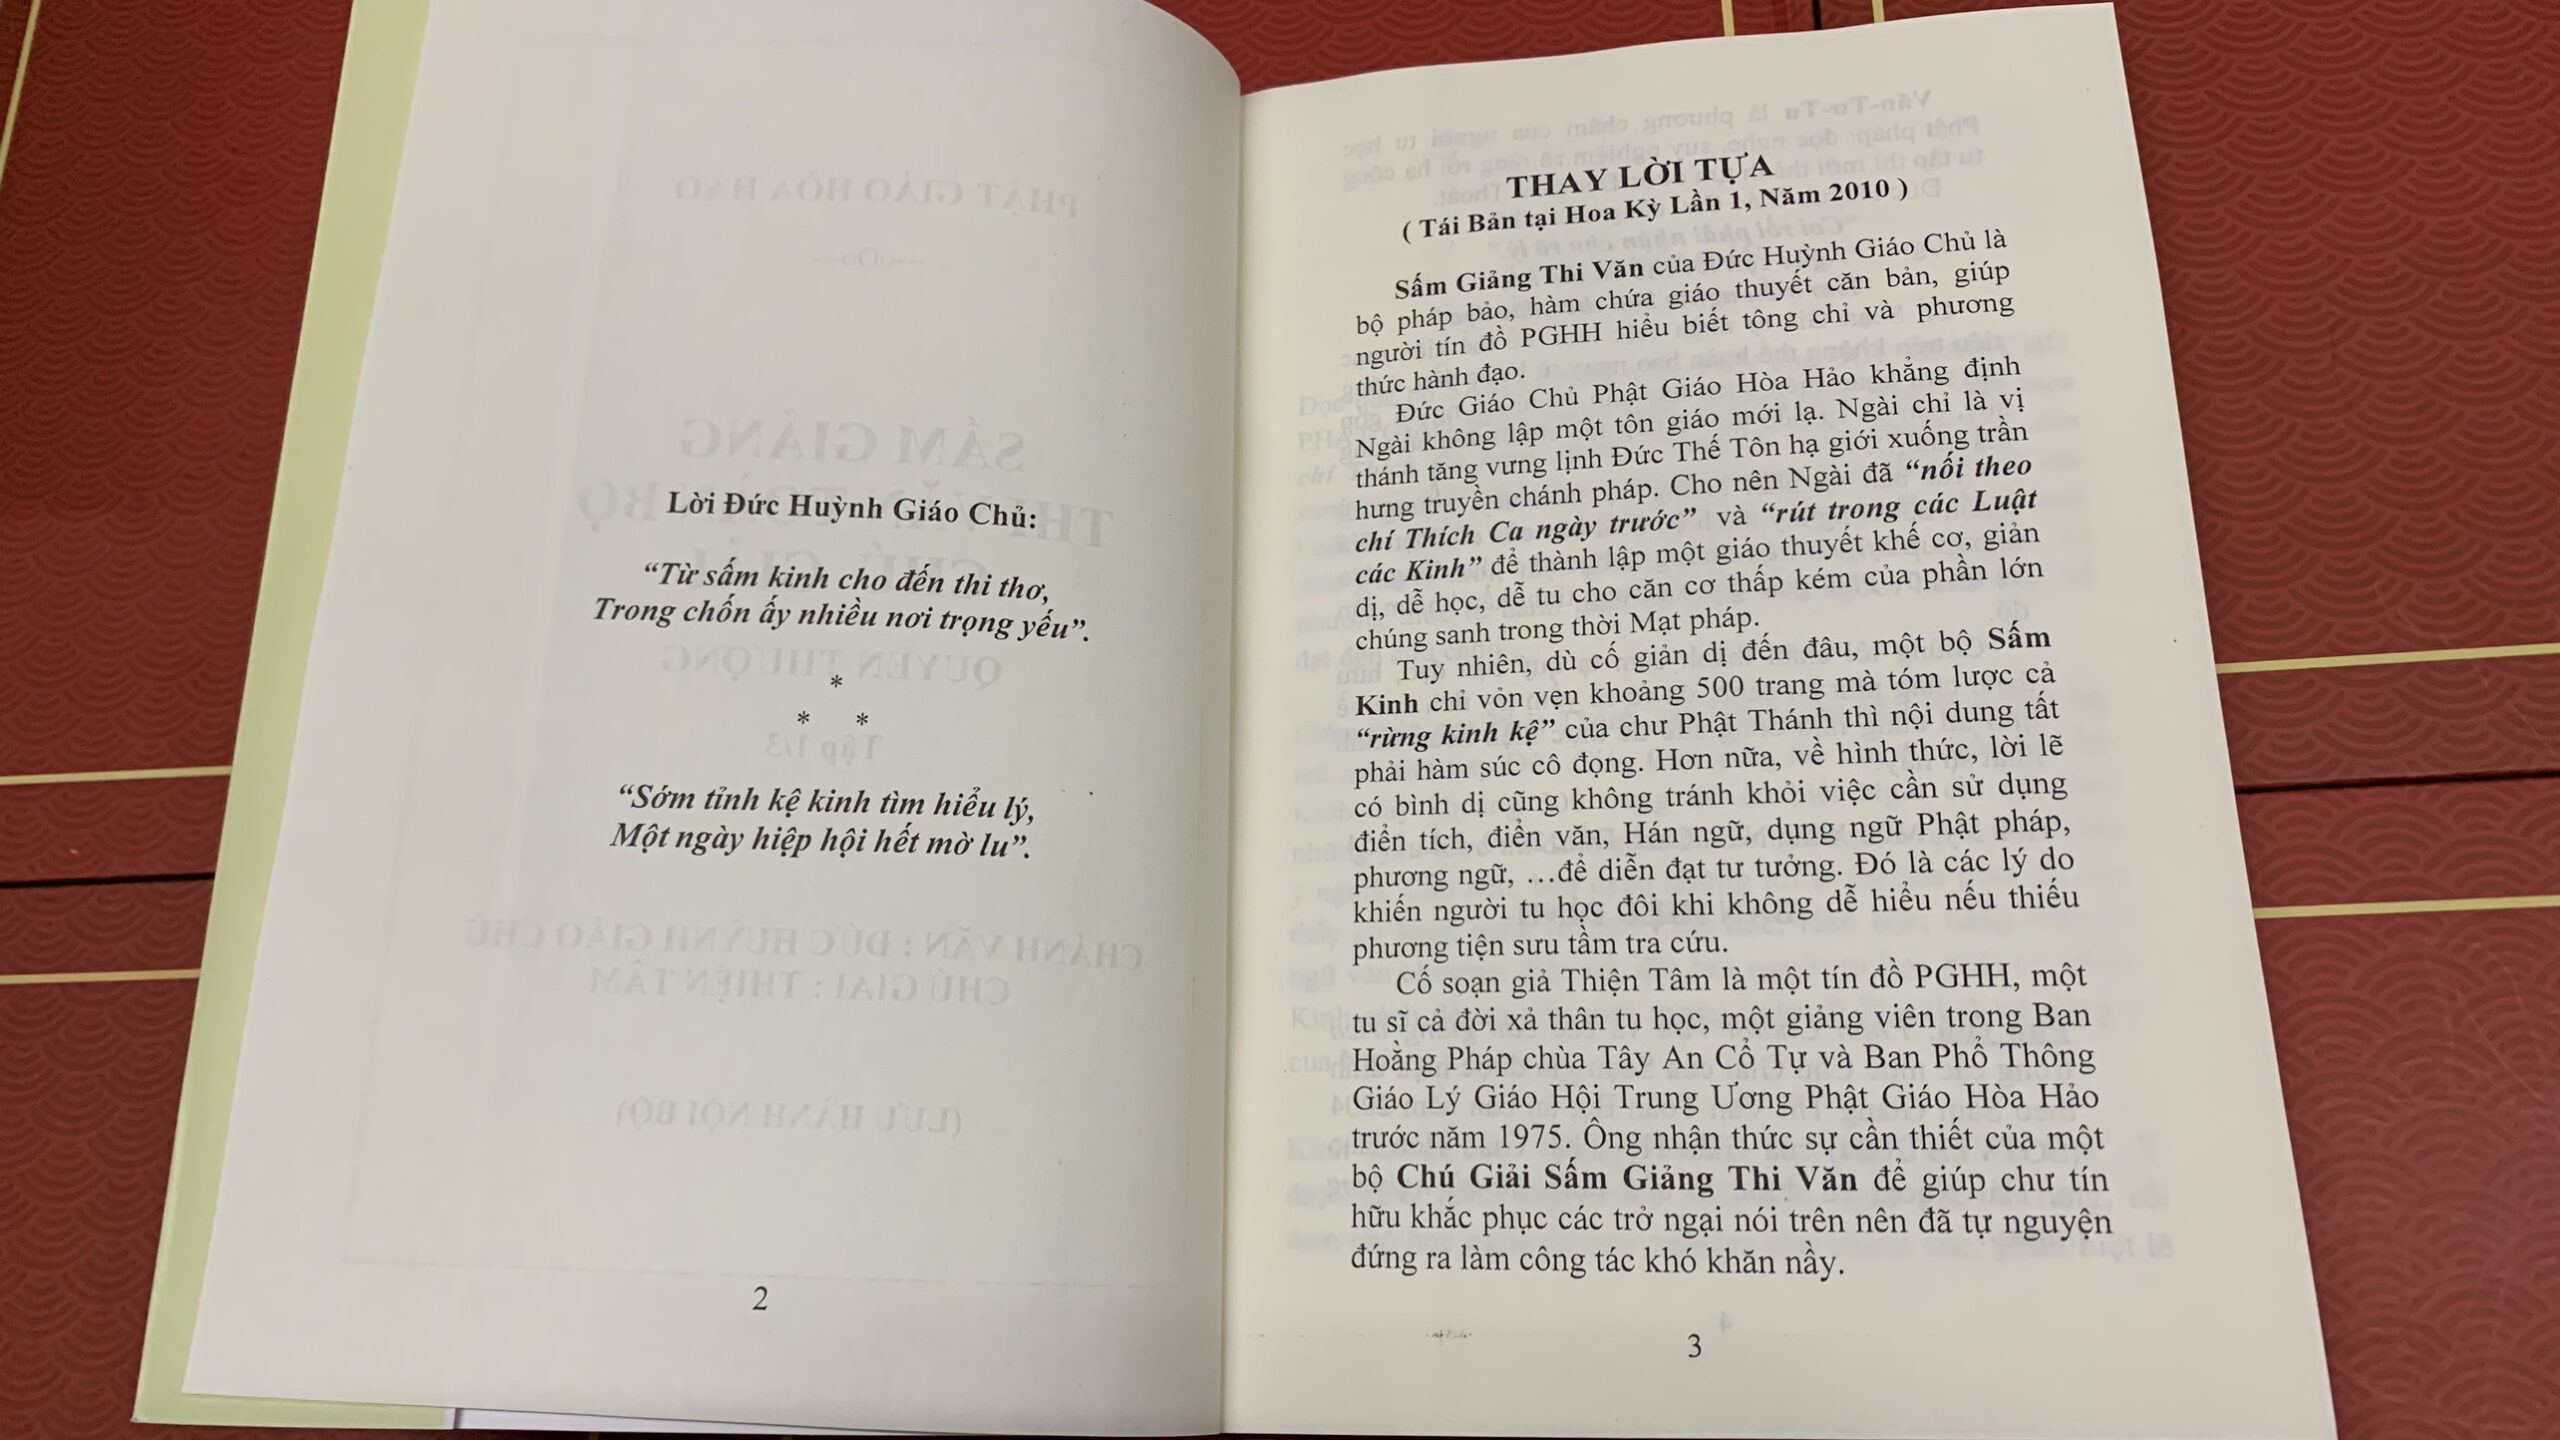 Lời Đức Huỳnh Giáo Chủ:
“Từ sấm kinh cho đến thi thơ,
Trong chốn ấy nhiều nơi trọng yếu”.
*
* *
“Sớm tỉnh kệ kinh tìm hiểu lý,
Một ngày hiệp hội hết mờ lu”.
2
THAY LỜI TỰA
( Tái Bản tại Hoa Kỳ Lần 1, Năm 2010 )
Sấm Giảng Thi Văn của Đức Huỳnh Giáo Chủ là
bộ pháp bảo, hàm chứa giáo thuyết căn bản, giúp
người tín đồ PGHH hiểu biết tông chỉ và phương
thức hành đạo.
Đức Giáo Chủ Phật Giáo Hòa Hảo khẳng định
Ngài không lập một tôn giáo mới lạ. Ngài chỉ là vị
thánh tăng vưng lịnh Đức Thế Tôn hạ giới xuống trần
hưng truyền chánh pháp. Cho nên Ngài đã “nối theo
chí Thích Ca ngày trước” và “rút trong các Luật
các Kinh” để thành lập một giáo thuyết khế cơ, giản
dị, dễ học, dễ tu cho căn cơ thấp kém của phần lớn
chúng sanh trong thời Mạt pháp.
Tuy nhiên, dù cố giản dị đến đâu, một bộ Sấm
Kinh chỉ vỏn vẹn khoảng 500 trang mà tóm lược cả
“rừng kinh kệ” của chư Phật Thánh thì nội dung tất
phải hàm súc cô đọng. Hơn nữa, về hình thức, lời lẽ
có bình dị cũng không tránh khỏi việc cần sử dụng
điển tích, điển văn, Hán ngữ, dụng ngữ Phật pháp,
phương ngữ, …để diễn đạt tư tưởng. Đó là các lý do
khiến người tu học đôi khi không dễ hiểu nếu thiếu
phương tiện sưu tầm tra cứu.
Cố soạn giả Thiện Tâm là một tín đồ PGHH, một
tu sĩ cả đời xả thân tu học, một giảng viên trong Ban
Hoằng Pháp chùa Tây An Cổ Tự và Ban Phổ Thông
Giáo Lý Giáo Hội Trung Ương Phật Giáo Hòa Hảo
trước năm 1975. Ông nhận thức sự cần thiết của một
bộ Chú Giải Sấm Giảng Thi Văn để giúp chư tín
hữu khắc phục các trở ngại nói trên nên đã tự nguyện
đứng ra làm công tác khó khăn nầy.
3